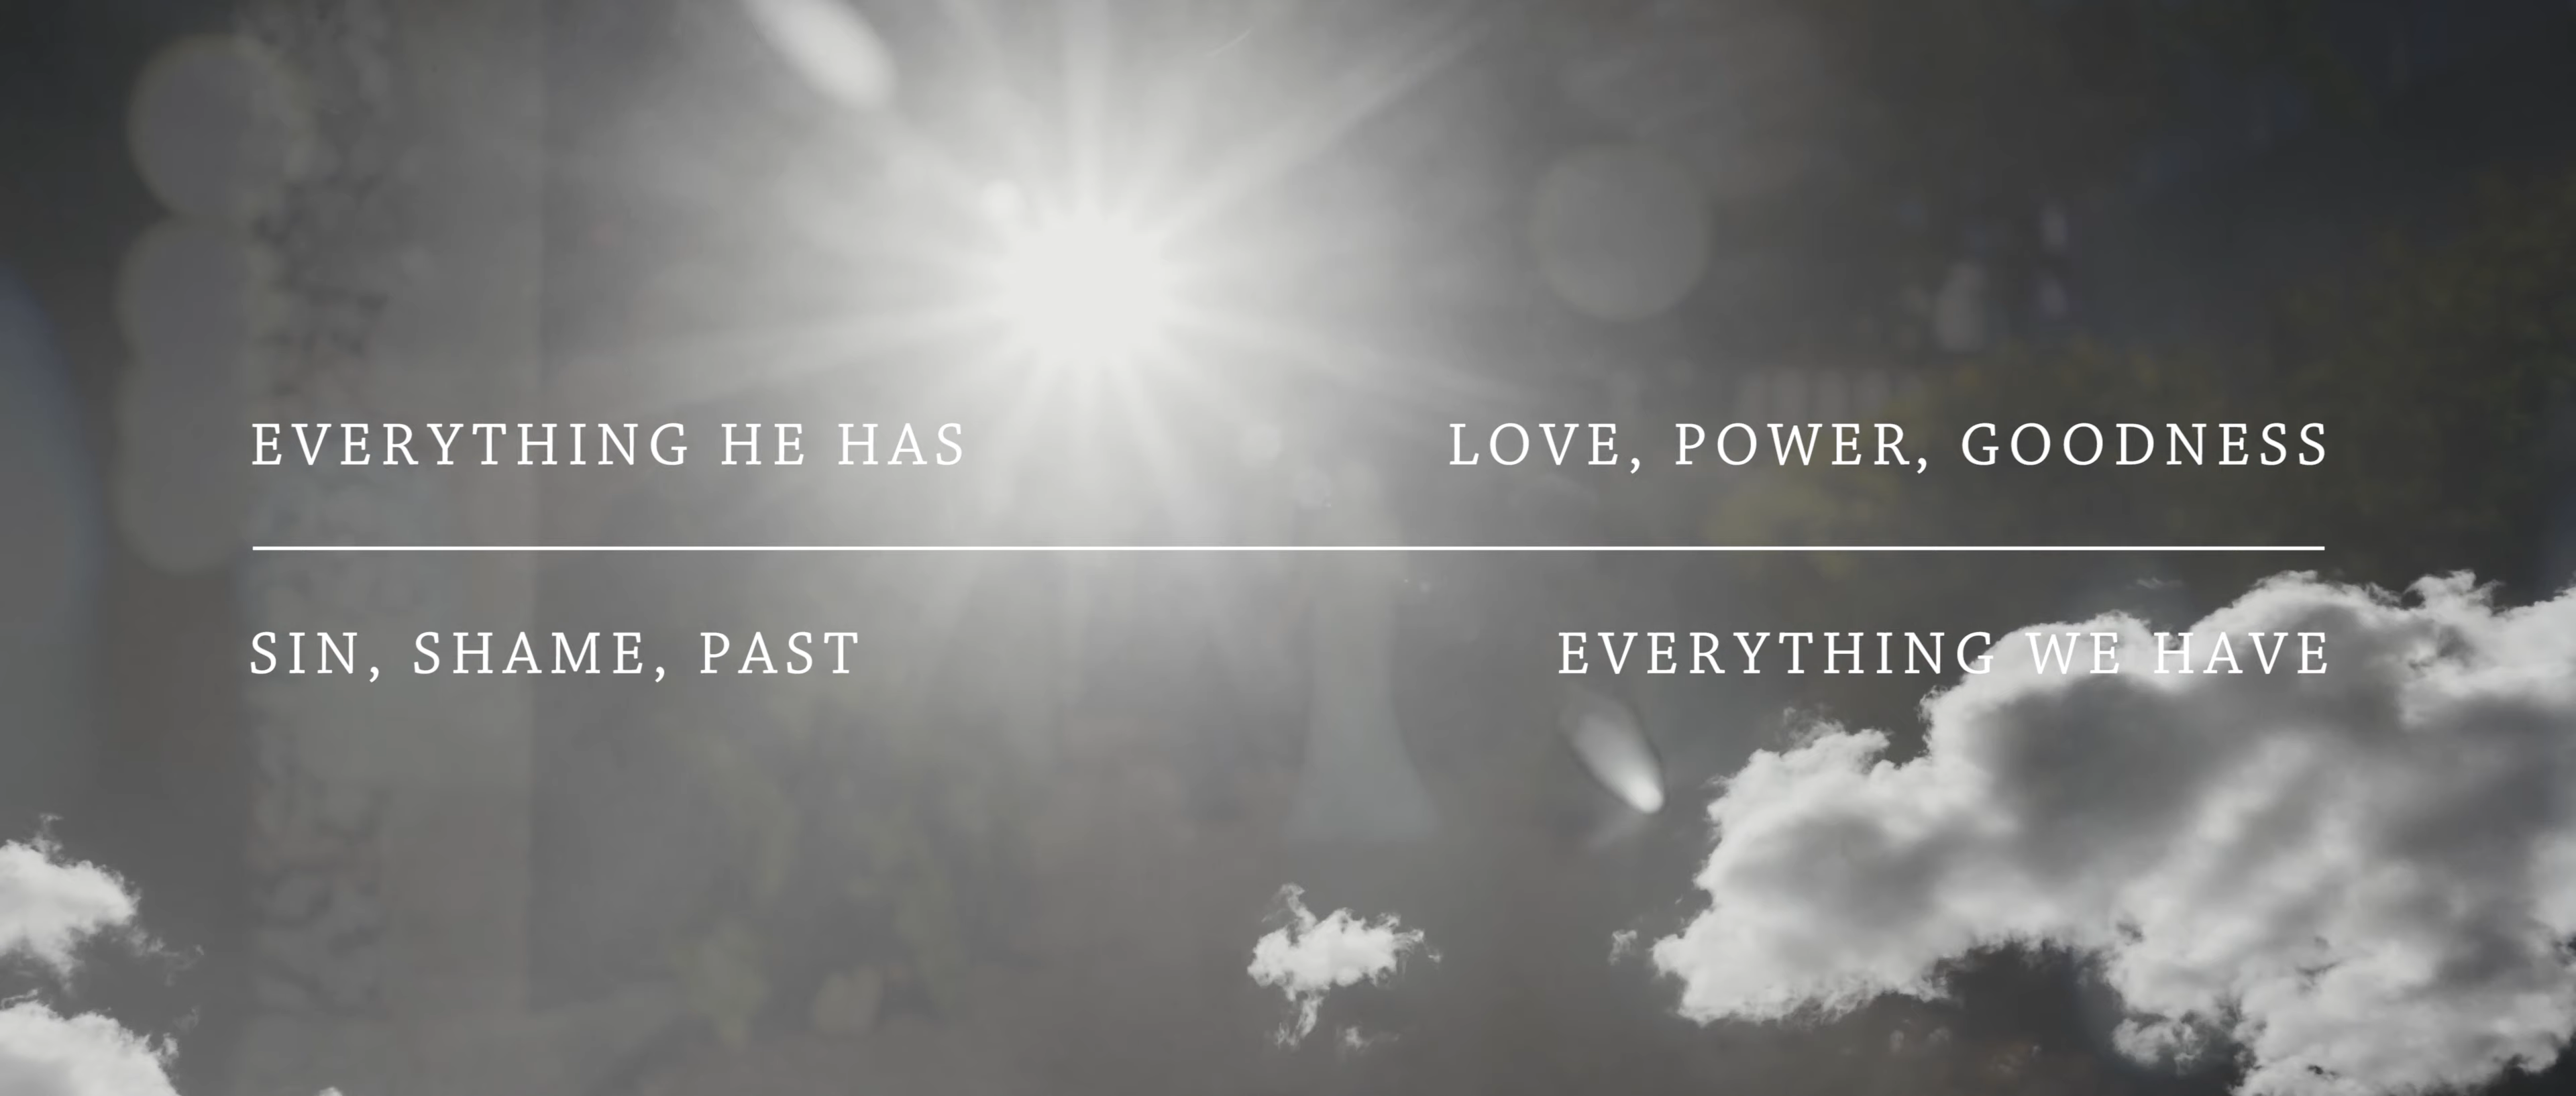 EVERYTHING HE HAS LOVE, POWER, GOODNESS
SIN, SHAME, PAST EVERYTHING WE HAVE